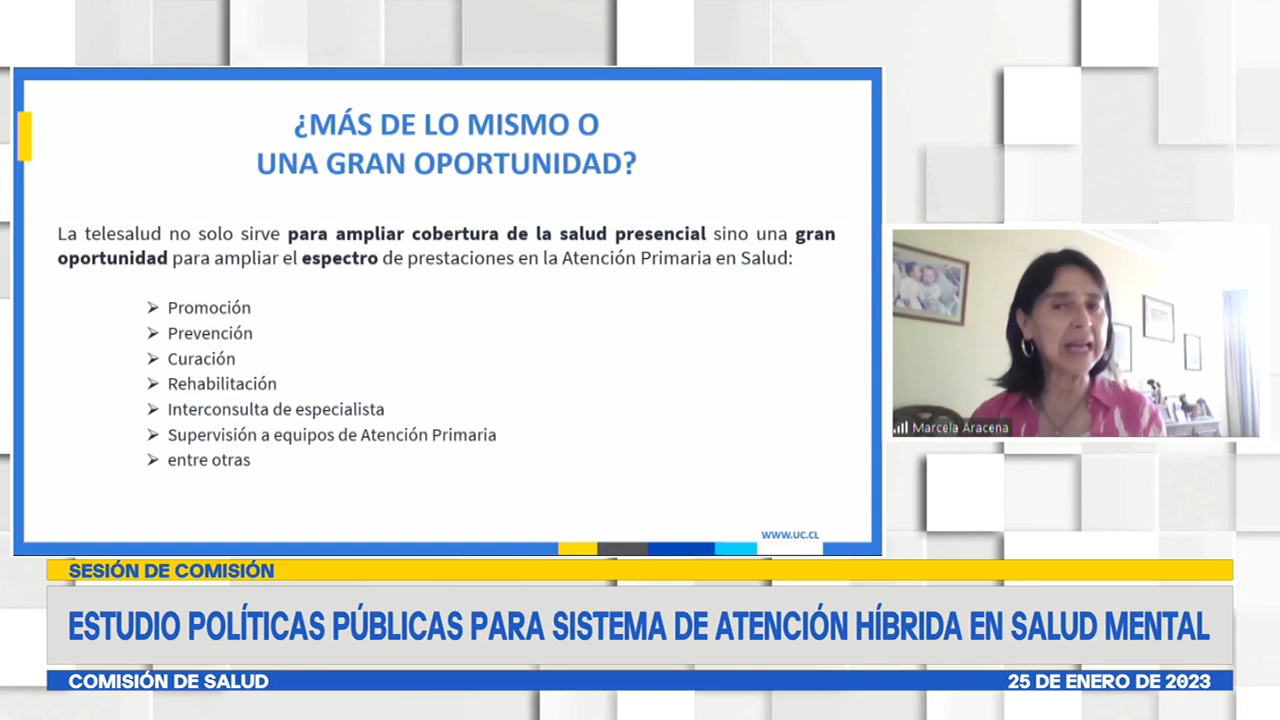 ¿MÁS DE LO MISMO O
UNA GRAN OPORTUNIDAD?
La telesalud no solo sirve para ampliar cobertura de la salud presencial sino una gran
oportunidad para ampliar el espectro de prestaciones en la Atención Primaria en Salud:
➢ Promoción
➢ Prevención
➢ Curación
➢ Rehabilitación
➢ Interconsulta de especialista
➢ Supervisión a equipos de Atención Primaria
➢ entre otras
WWW.UC.CL
Marcela Aracena
SESIÓN DE COMISIÓN
ESTUDIO POLÍTICAS PÚBLICAS PARA SISTEMA DE ATENCIÓN HÍBRIDA EN SALUD MENTAL
COMISIÓN DE SALUD
25 DE ENERO DE 2023